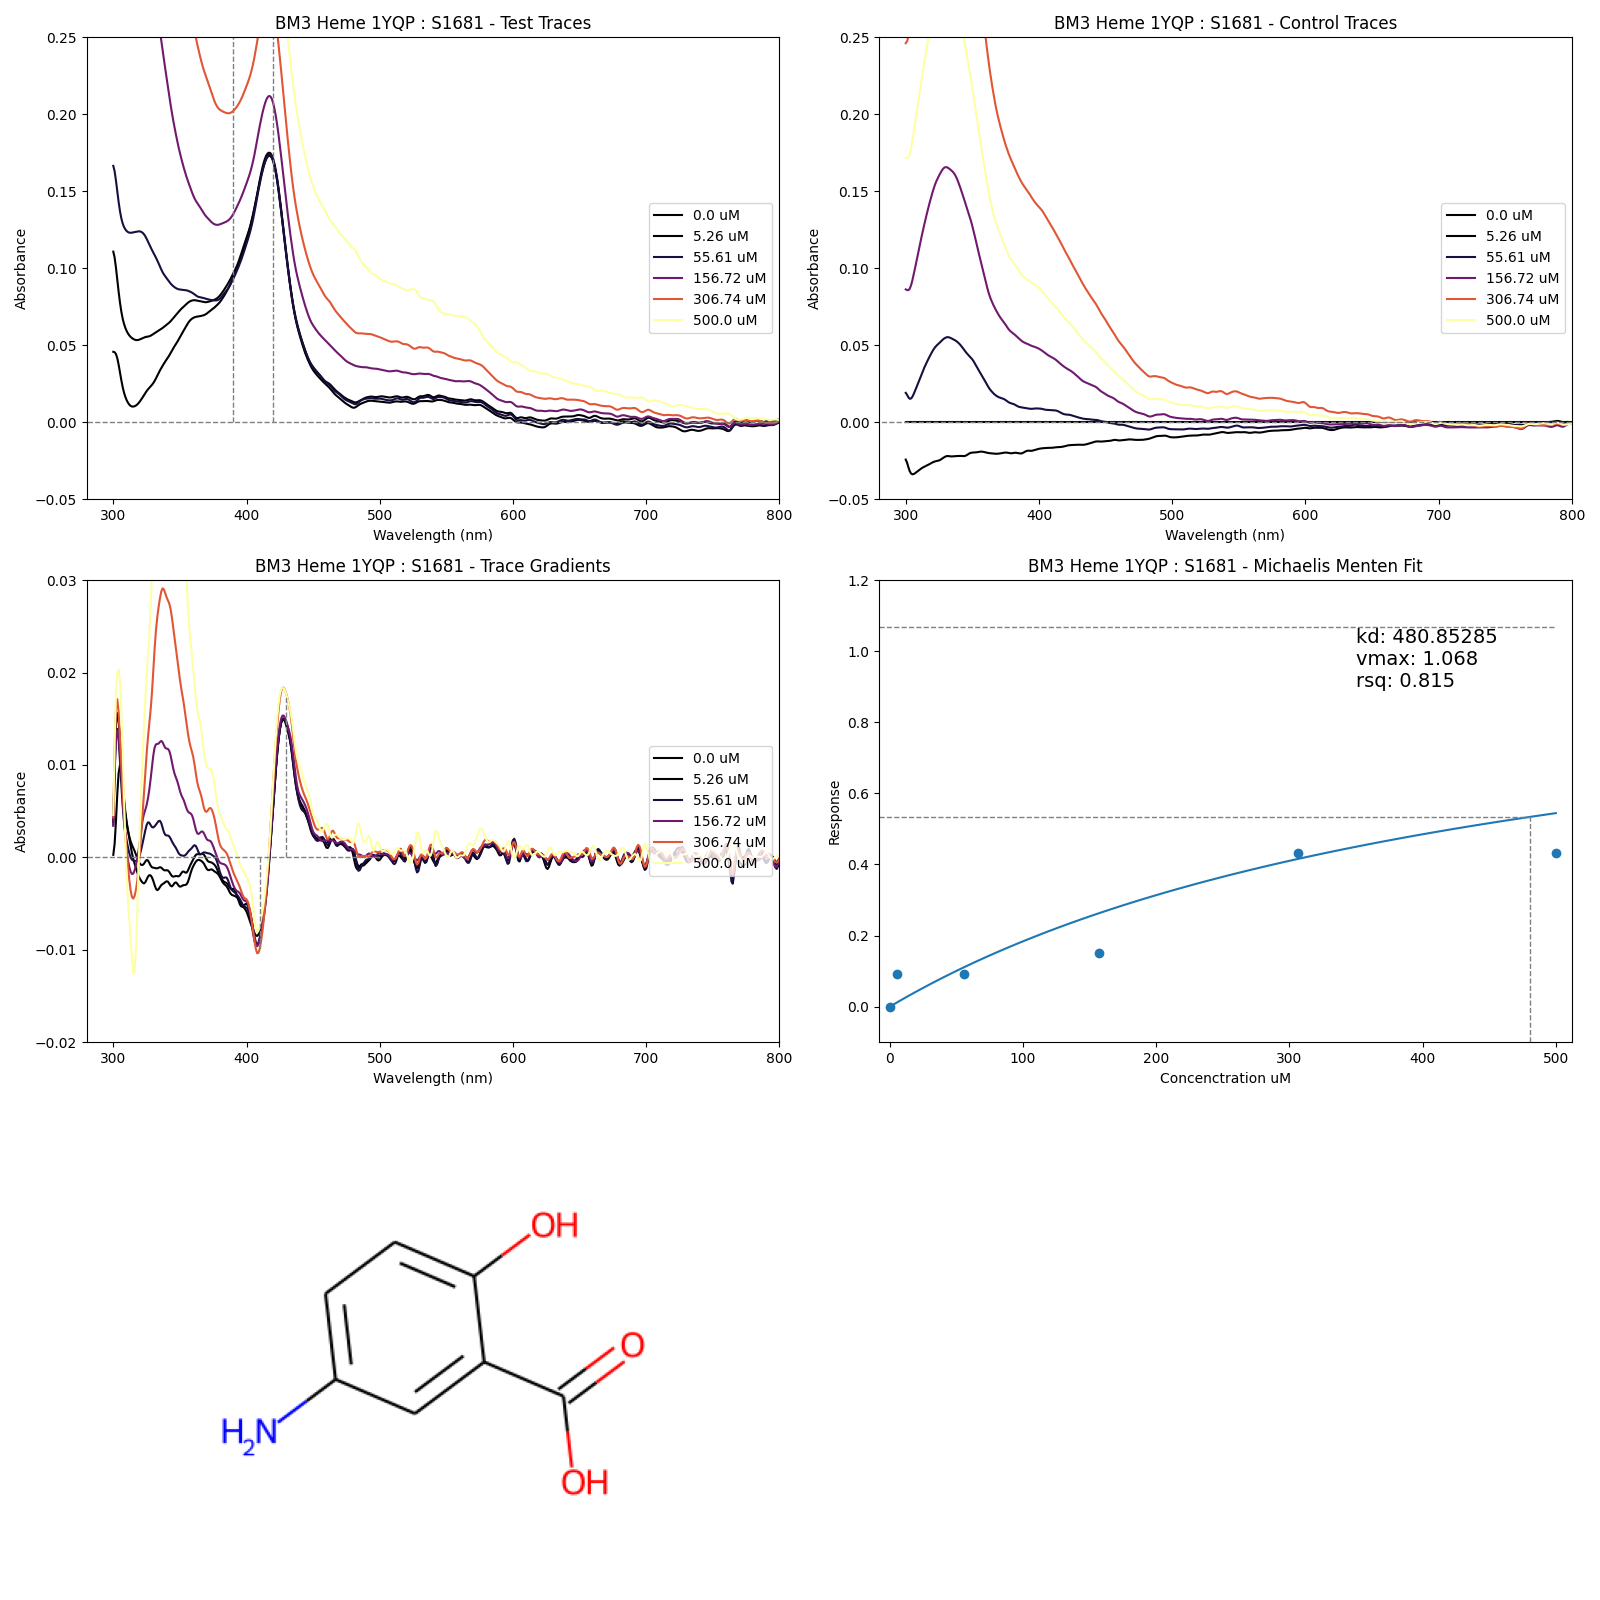 BM3 Heme 1YQP : S1681 - Test Traces
0.25
0.20
0.15
0.10
0.05
0.00
−0.05
Absorbance
300 400 500 600 700 800
Wavelength (nm)
0.0 uM
5.26 uM
55.61 uM
156.72 uM
306.74 uM
500.0 uM
BM3 Heme 1YQP : S1681 - Control Traces
0.25
0.20
0.15
0.10
0.05
0.00
−0.05
Absorbance
300 400 500 600 700 800
Wavelength (nm)
0.0 uM
5.26 uM
55.61 uM
156.72 uM
306.74 uM
500.0 uM
BM3 Heme 1YQP : S1681 - Trace Gradients
0.03
0.02
0.01
0.00
−0.01
−0.02
Absorbance
300 400 500 600 700 800
Wavelength (nm)
0.0 uM
5.26 uM
55.61 uM
156.72 uM
306.74 uM
500.0 uM
BM3 Heme 1YQP : S1681 - Michaelis Menten Fit
1.2
1.0
0.8
0.6
0.4
0.2
0.0
Response
kd: 480.85285
vmax: 1.068
rsq: 0.815
0 100 200 300 400 500
Concenctration uM
OH
O
H2N
OH